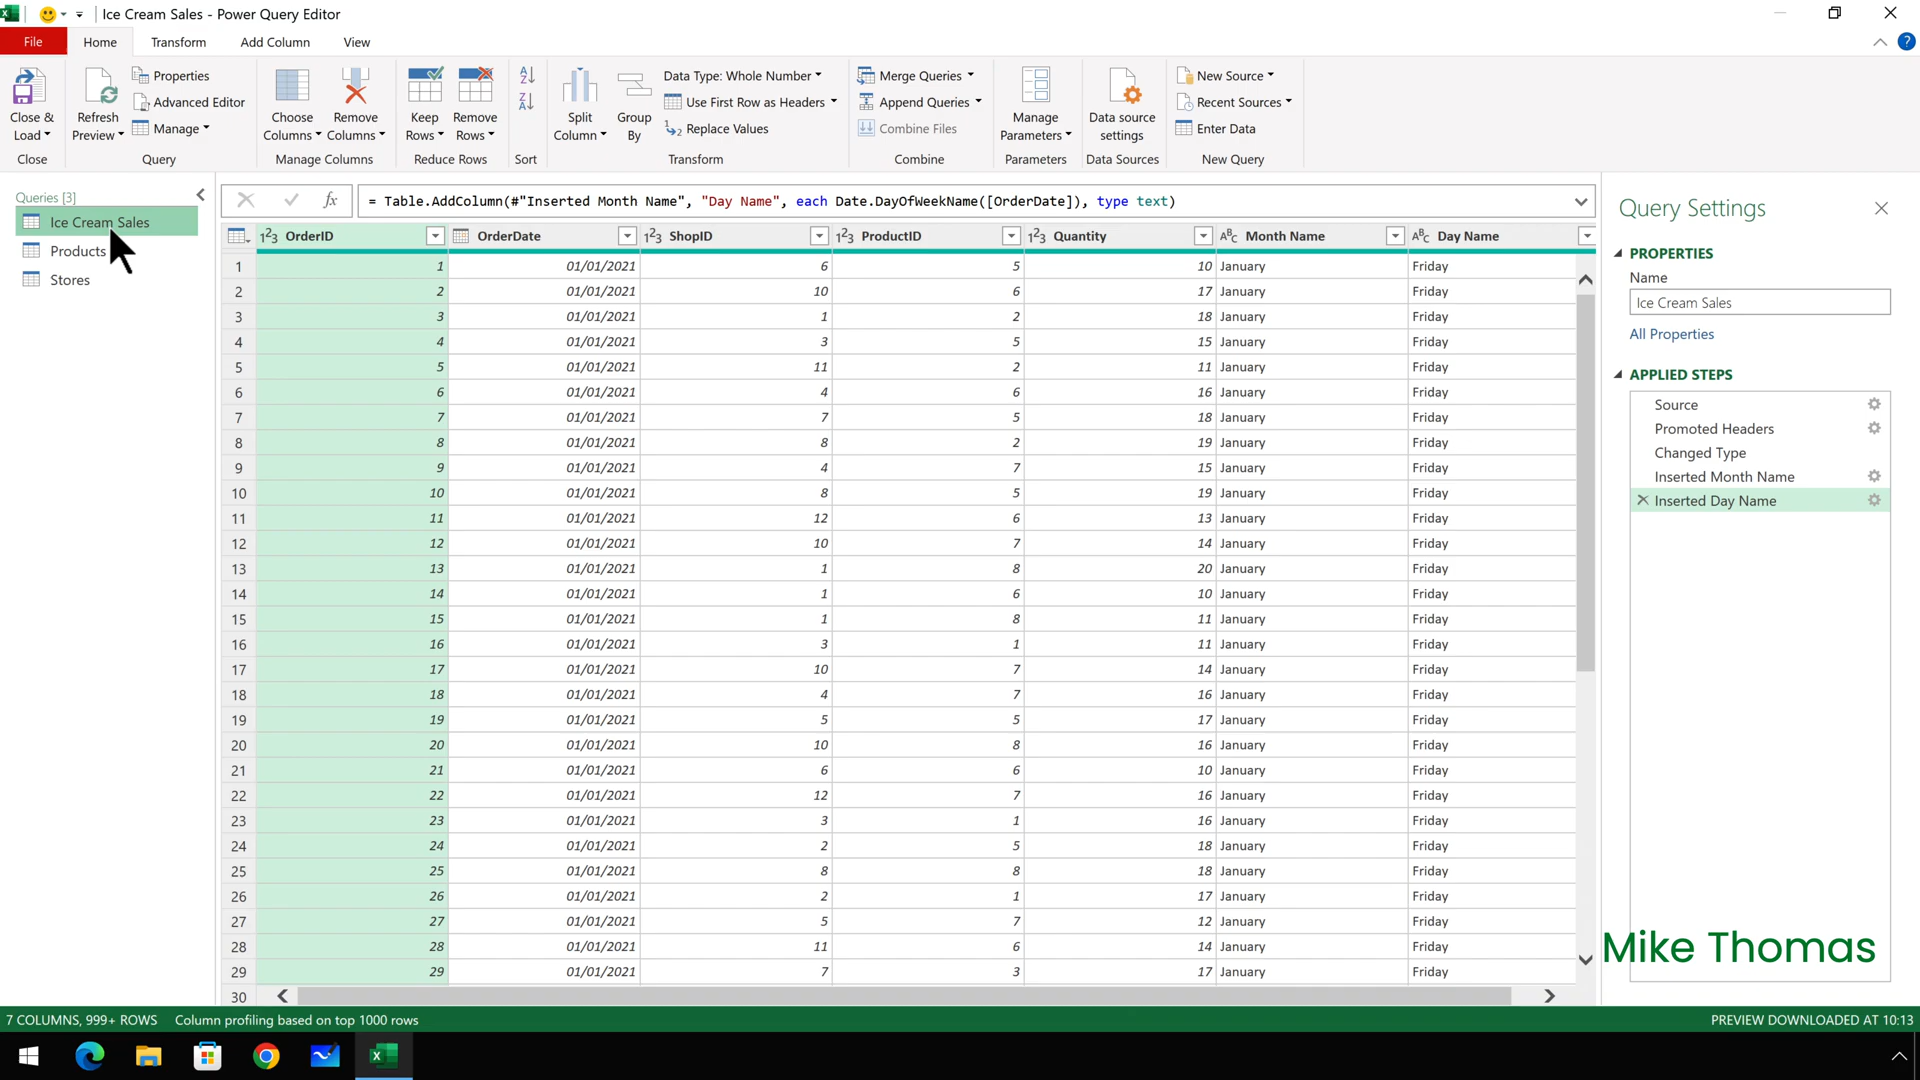 Ice Cream Sales - Power Query Editor
File Home Transform Add Column View
Close & Load
Close
Refresh Preview
Properties
Advanced Editor
Manage
Query
Choose Columns
Remove Columns
Manage Columns
Keep Rows
Remove Rows
Reduce Rows
Sort
Split Column
Group By
Data Type: Whole Number
Use First Row as Headers
Replace Values
Transform
Merge Queries
Append Queries
Combine Files
Combine
Manage Parameters
Parameters
Data source settings
Data Sources
New Source
Recent Sources
Enter Data
New Query
Queries [3]
Ice Cream Sales
Products
Stores
fx
= Table.AddColumn(#"Inserted Month Name", "Day Name", each Date.DayOfWeekName([OrderDate]), type text)
OrderID OrderDate ShopID ProductID Quantity Month Name Day Name
1 1 01/01/2021 6 5 10 January Friday
2 2 01/01/2021 10 6 17 January Friday
3 3 01/01/2021 1 2 18 January Friday
4 4 01/01/2021 3 5 15 January Friday
5 5 01/01/2021 11 2 11 January Friday
6 6 01/01/2021 4 6 16 January Friday
7 7 01/01/2021 7 5 18 January Friday
8 8 01/01/2021 8 2 19 January Friday
9 9 01/01/2021 4 7 15 January Friday
10 10 01/01/2021 8 5 19 January Friday
11 11 01/01/2021 12 6 13 January Friday
12 12 01/01/2021 10 7 14 January Friday
13 13 01/01/2021 1 8 20 January Friday
14 14 01/01/2021 1 6 10 January Friday
15 15 01/01/2021 1 8 11 January Friday
16 16 01/01/2021 3 1 11 January Friday
17 17 01/01/2021 10 7 14 January Friday
18 18 01/01/2021 4 7 16 January Friday
19 19 01/01/2021 5 5 17 January Friday
20 20 01/01/2021 10 8 16 January Friday
21 21 01/01/2021 6 6 10 January Friday
22 22 01/01/2021 12 7 16 January Friday
23 23 01/01/2021 3 1 16 January Friday
24 24 01/01/2021 2 5 18 January Friday
25 25 01/01/2021 8 8 18 January Friday
26 26 01/01/2021 2 1 17 January Friday
27 27 01/01/2021 5 7 12 January Friday
28 28 01/01/2021 11 6 14 January Friday
29 29 01/01/2021 7 3 17 January Friday
30
Query Settings
PROPERTIES
Name
Ice Cream Sales
All Properties
APPLIED STEPS
Source
Promoted Headers
Changed Type
Inserted Month Name
Inserted Day Name
Mike Thomas
7 COLUMNS, 999+ ROWS Column profiling based on top 1000 rows PREVIEW DOWNLOADED AT 10:13